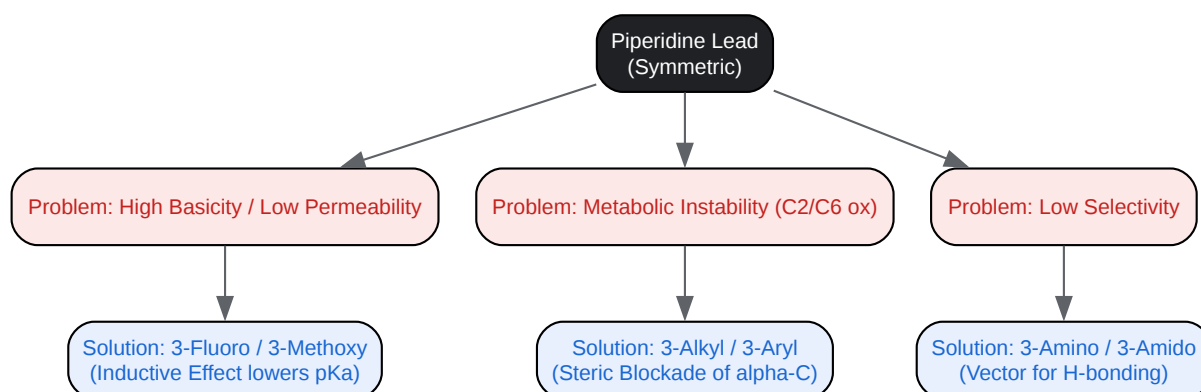 Piperidine Lead
(Symmetric)
Problem: High Basicity / Low Permeability
Problem: Metabolic Instability (C2/C6 ox)
Problem: Low Selectivity
Solution: 3-Fluoro / 3-Methoxy
(Inductive Effect lowers pKa)
Solution: 3-Alkyl / 3-Aryl
(Steric Blockade of alpha-C)
Solution: 3-Amino / 3-Amido
(Vector for H-bonding)